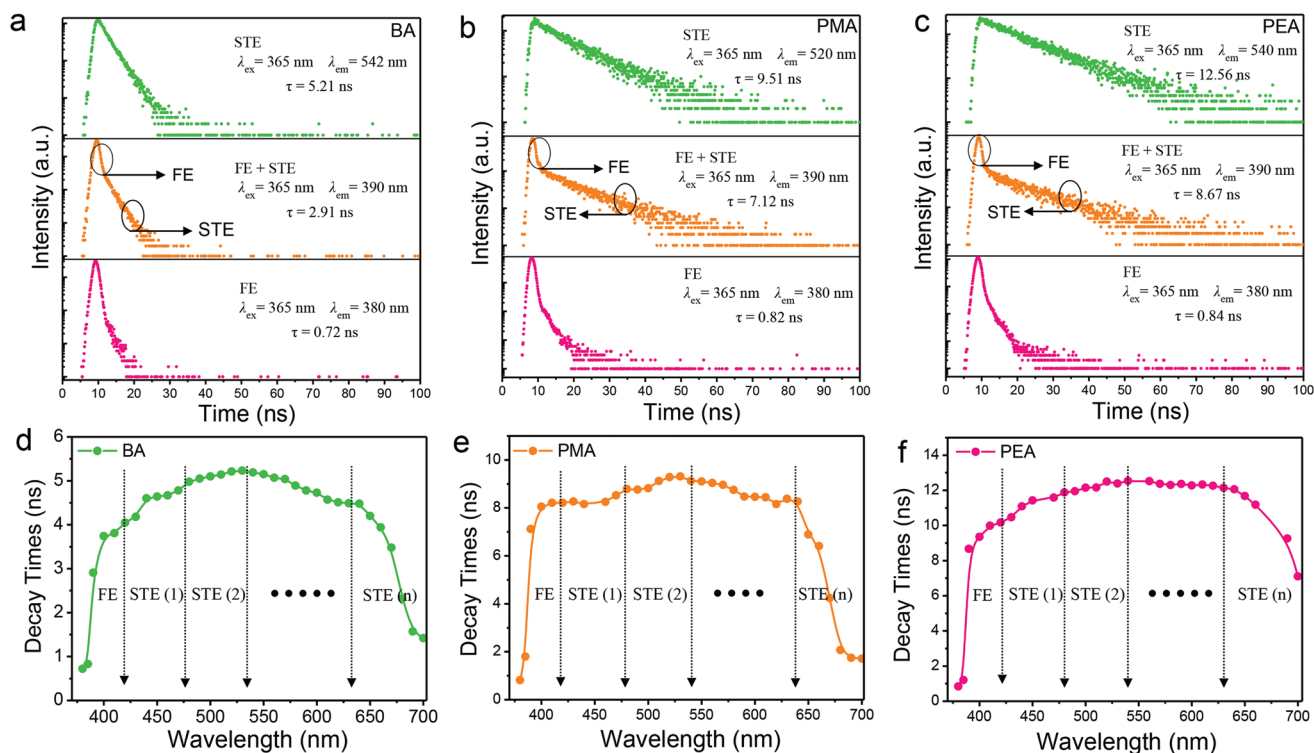 a
BA
STE
λex = 365 nm λem = 542 nm
τ = 5.21 ns
FE
FE + STE
λex = 365 nm λem = 390 nm
τ = 2.91 ns
STE
FE
λex = 365 nm λem = 380 nm
τ = 0.72 ns
Intensity (a.u.)
0 10 20 30 40 50 60 70 80 90 100
Time (ns)
b
PMA
STE
λex = 365 nm λem = 520 nm
τ = 9.51 ns
FE
FE + STE
λex = 365 nm λem = 390 nm
τ = 7.12 ns
STE
FE
λex = 365 nm λem = 380 nm
τ = 0.82 ns
Intensity (a.u.)
0 10 20 30 40 50 60 70 80 90 100
Time (ns)
c
PEA
STE
λex = 365 nm λem = 540 nm
τ = 12.56 ns
FE
FE + STE
λex = 365 nm λem = 390 nm
τ = 8.67 ns
STE
FE
λex = 365 nm λem = 380 nm
τ = 0.84 ns
Intensity (a.u.)
0 10 20 30 40 50 60 70 80 90 100
Time (ns)
d
BA
6
5
4
3
2
1
0
Decay Times (ns)
FE STE (1) STE (2) STE (n)
400 450 500 550 600 650 700
Wavelength (nm)
e
PMA
10
8
6
4
2
0
Decay Times (ns)
FE STE (1) STE (2) STE (n)
400 450 500 550 600 650 700
Wavelength (nm)
f
PEA
14
12
10
8
6
4
2
0
Decay Times (ns)
FE STE (1) STE (2) STE (n)
400 450 500 550 600 650 700
Wavelength (nm)